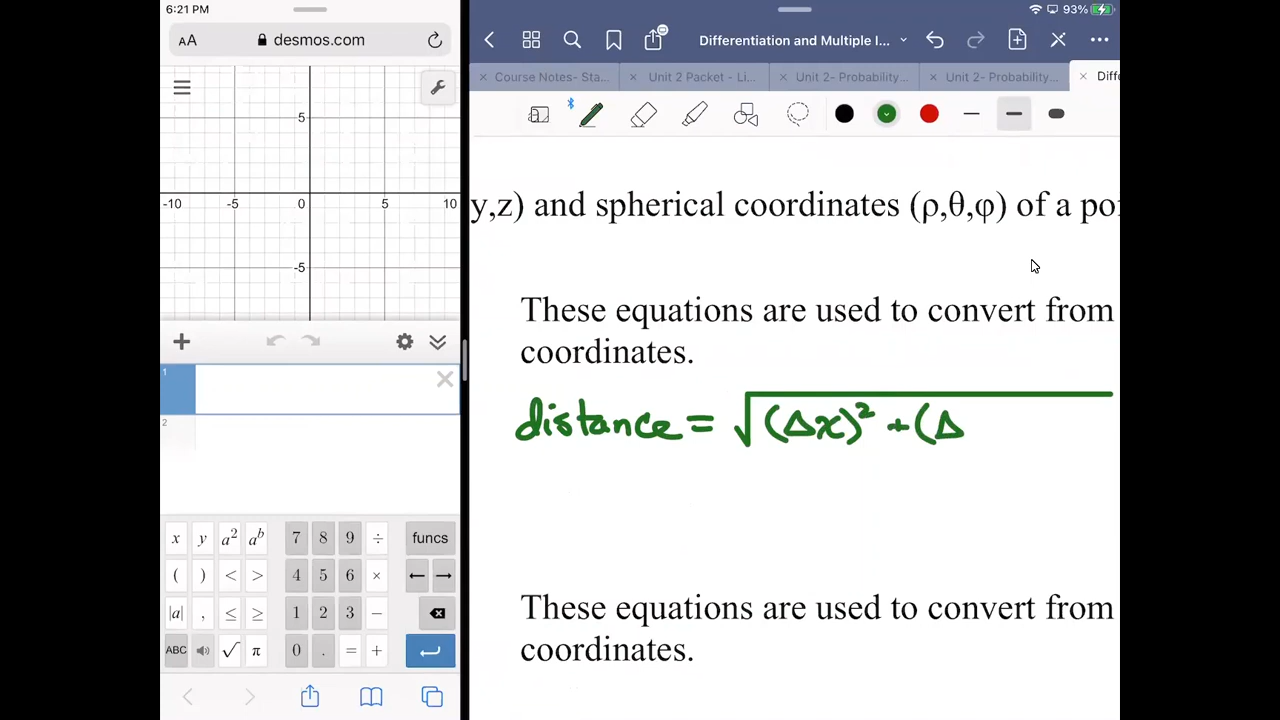 6:21 PM
93%
AA desmos.com
Differentiation and Multiple I...
Course Notes- Sta...
Unit 2 Packet - Li...
Unit 2- Probability...
Unit 2- Probability...
Diffe
5
-10 -5 0 5 10
-5
y,z) and spherical coordinates (ρ,θ,φ) of a poi
These equations are used to convert from
coordinates.
distance = √(Δx)² + (Δ
These equations are used to convert from
coordinates.
1
2
x y a² aᵇ 7 8 9 ÷ funcs
( ) < > 4 5 6 × ← →
|a| , ≤ ≥ 1 2 3 −
ABC √ π 0 . = +